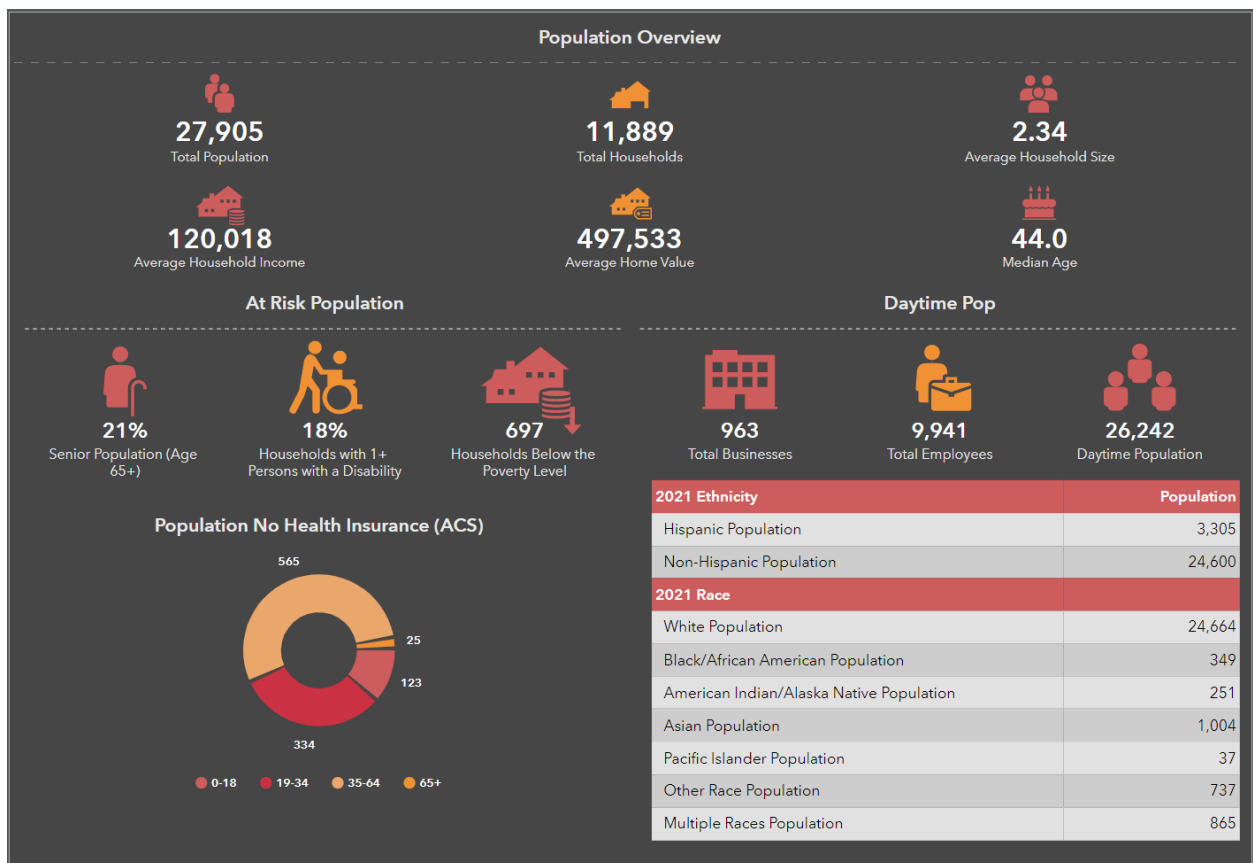 Population Overview
27,905
Total Population
11,889
Total Households
2.34
Average Household Size
120,018
Average Household Income
497,533
Average Home Value
44.0
Median Age
At Risk Population
21%
Senior Population (Age
65+)
18%
Households with 1+
Persons with a Disability
697
Households Below the
Poverty Level
Population No Health Insurance (ACS)
565
25
123
334
0-18 19-34 35-64 65+
Daytime Pop
963
Total Businesses
9,941
Total Employees
26,242
Daytime Population
2021 Ethnicity Population
Hispanic Population 3,305
Non-Hispanic Population 24,600
2021 Race
White Population 24,664
Black/African American Population 349
American Indian/Alaska Native Population 251
Asian Population 1,004
Pacific Islander Population 37
Other Race Population 737
Multiple Races Population 865